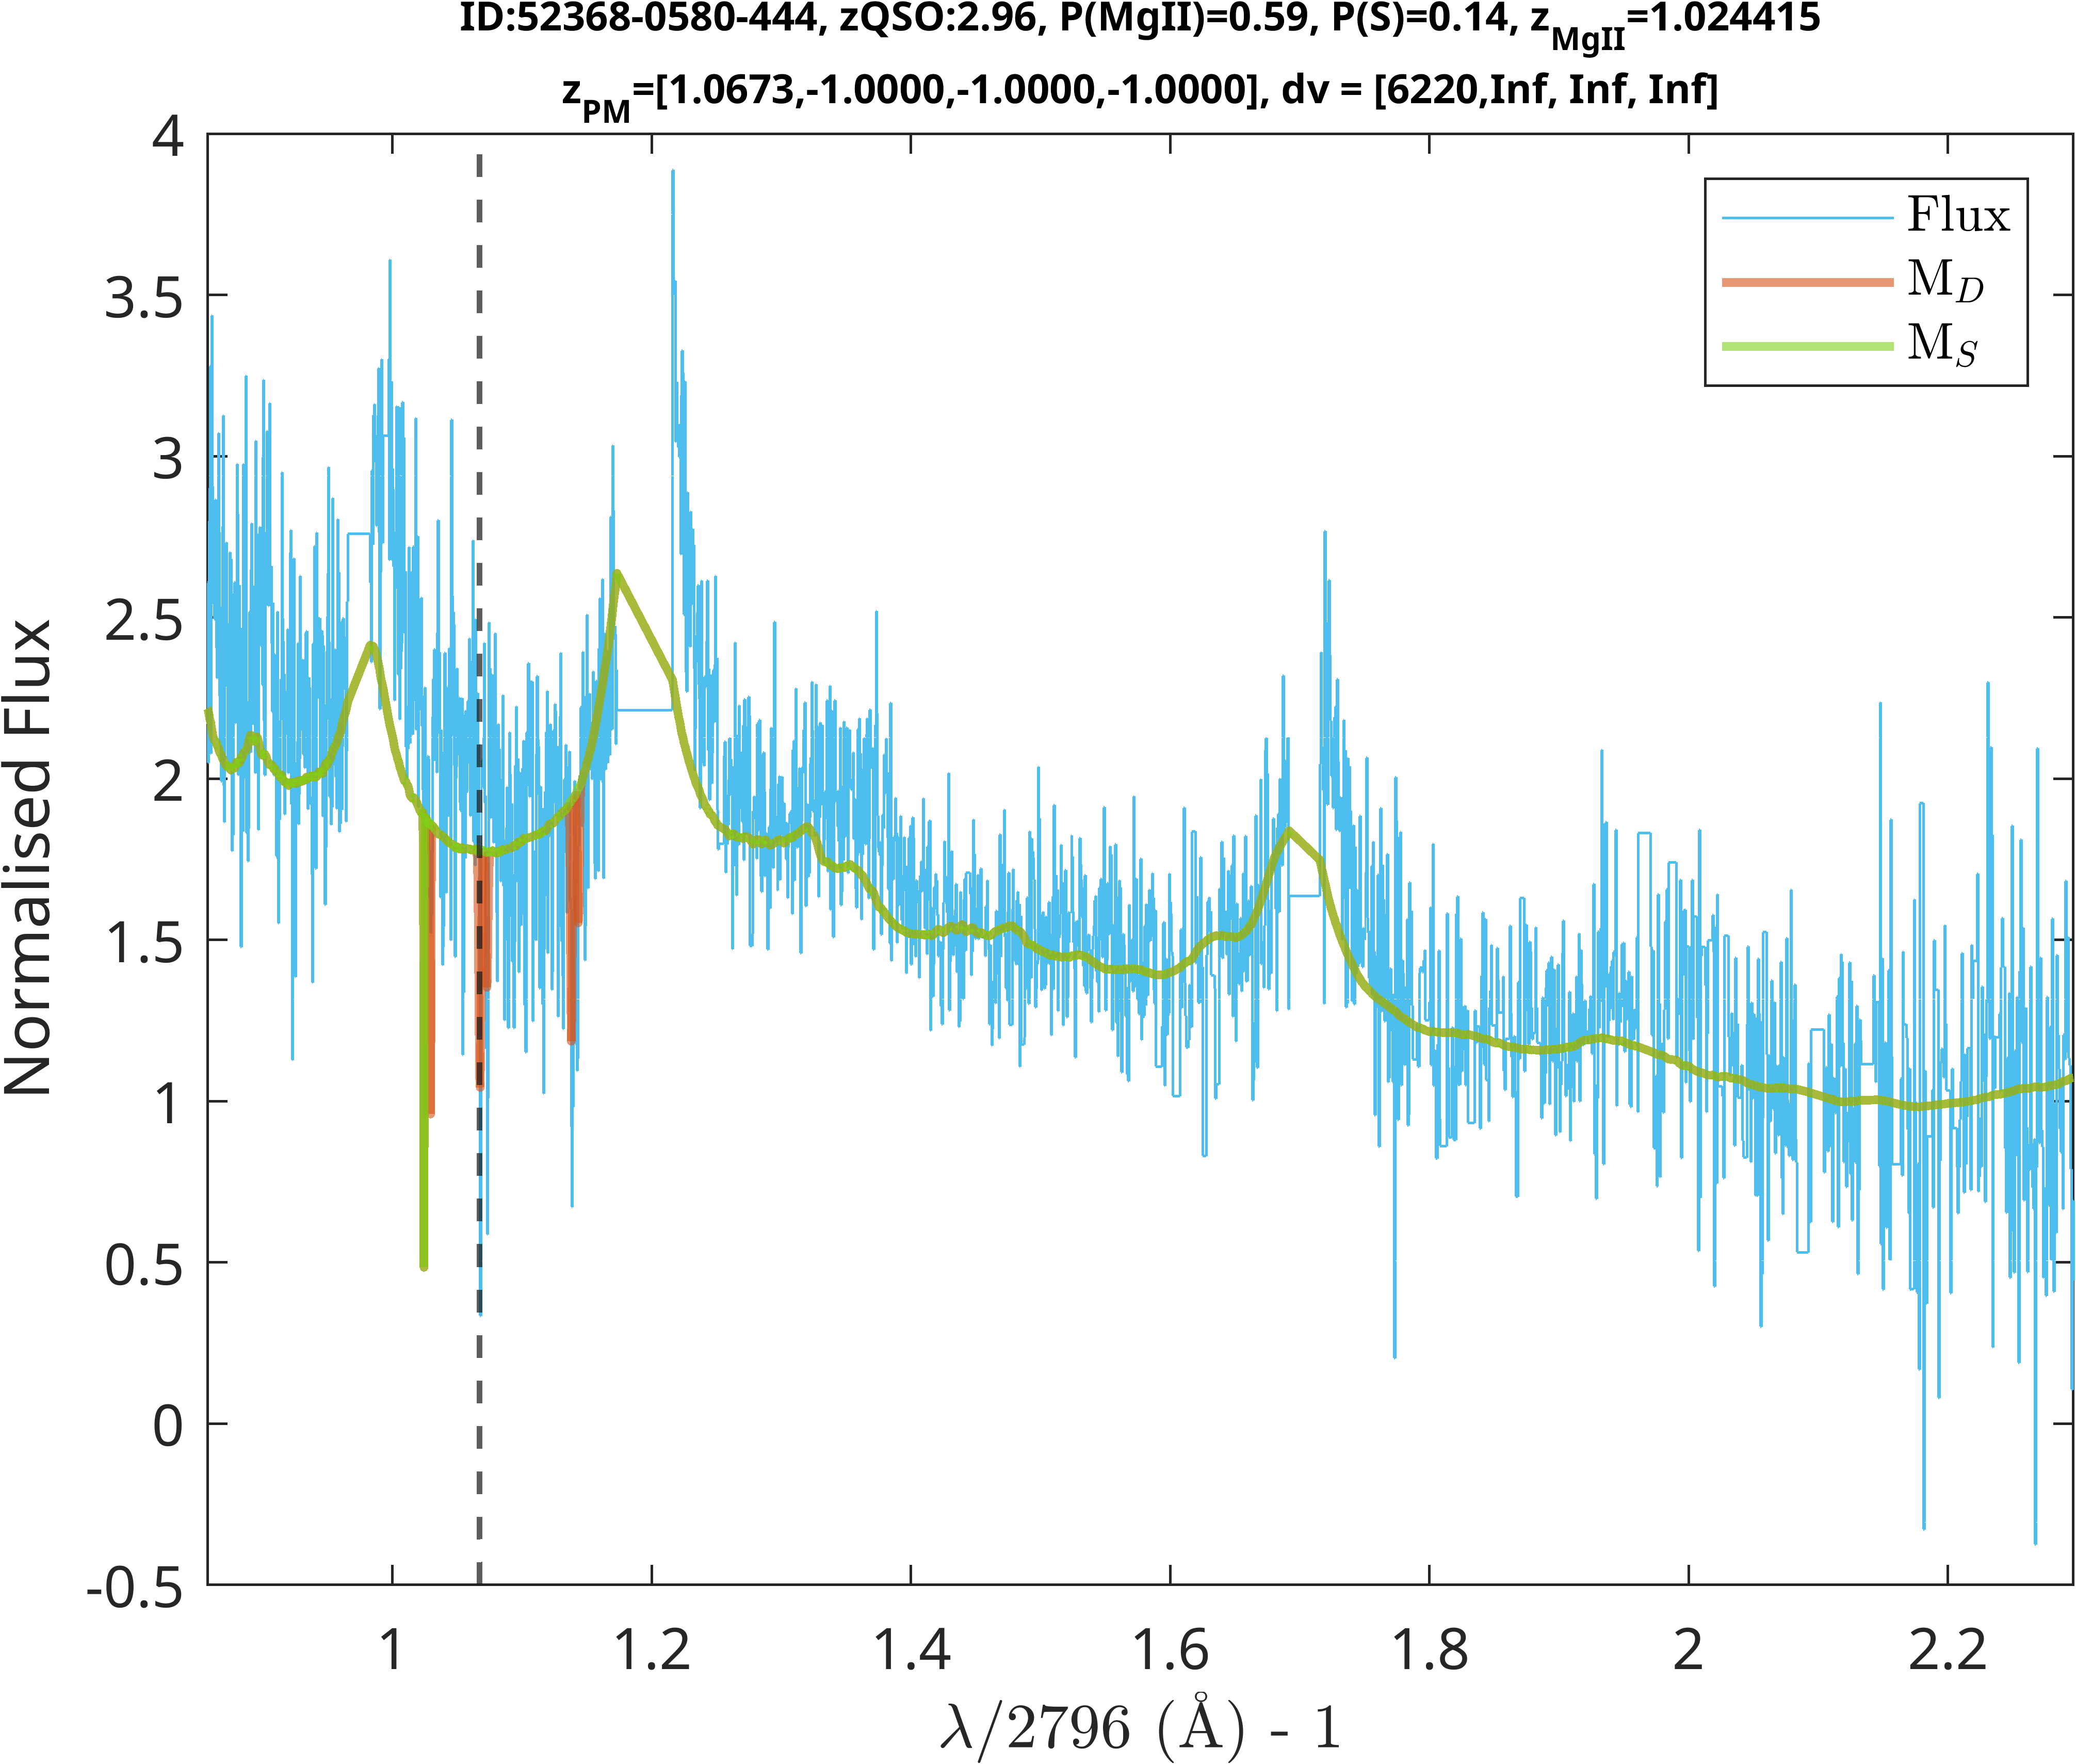 ID:52368-0580-444, zQSO:2.96, P(MgII)=0.59, P(S)=0.14, zMgII=1.024415
zPM=[1.0673,-1.0000,-1.0000,-1.0000], dv = [6220,Inf, Inf, Inf]
4
3.5
3
2.5
2
1.5
1
0.5
0
-0.5
Normalised Flux
Flux
MD
MS
1
1.2
1.4
1.6
1.8
2
2.2
λ/2796 (Å) - 1